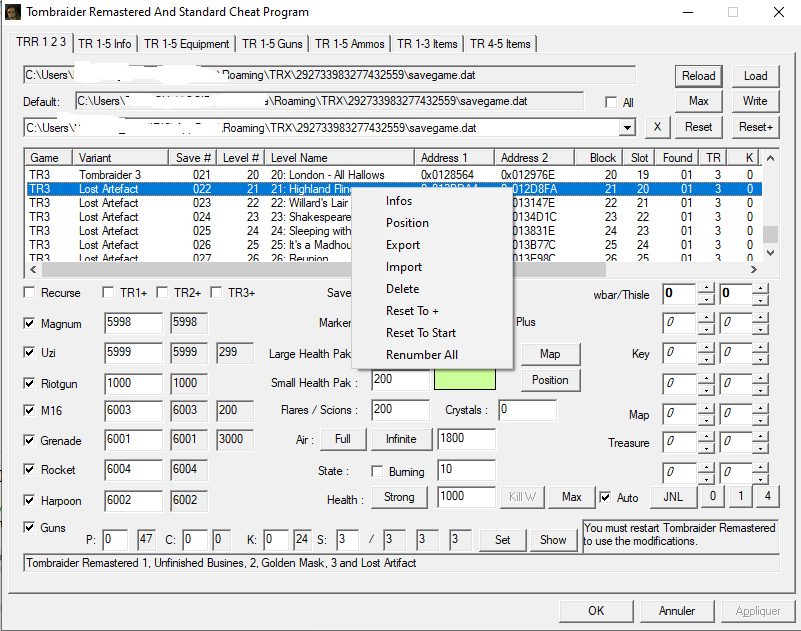 Tombraider Remastered And Standard Cheat Program
TRR 1 2 3 TR 1-5 Info TR 1-5 Equipment TR 1-5 Guns TR 1-5 Ammos TR 1-3 Items TR 4-5 Items
C:\Users\ \Roaming\TRX\292733983277432559\savegame.dat Reload Load
Default: C:\Users\ \Roaming\TRX\292733983277432559\savegame.dat All Max Write
C:\Users\ \Roaming\TRX\292733983277432559\savegame.dat X Reset Reset+
Game Variant Save # Level # Level Name Address 1 Address 2 Block Slot Found TR K
TR3 Tombraider 3 021 20 20: London - All Hallows 0x0128564 0x012976E 20 19 01 3 0
TR3 Lost Artefact 022 21 21: Highland Fling 0x012D8FA 21 20 01 3 0
TR3 Lost Artefact 023 22 22: Willard's Lair 013147E 22 21 01 3 0
TR3 Lost Artefact 024 23 23: Shakespeare 0134D1C 23 22 01 3 0
TR3 Lost Artefact 025 24 24: Sleeping with 013831E 24 23 01 3 0
TR3 Lost Artefact 026 25 25: It's a Madhou 013B77C 25 24 01 3 0
TR3 Lost Artefact 027 26 26: Reunion 013F98C 26 25 01 3 0
Infos
Position
Export
Import
Delete
Reset To +
Reset To Start
Renumber All
Recurse TR1+ TR2+ TR3+ Save wbar/Thisle 0 0
Magnum 5998 5998 Marker Plus 0 0
Uzi 5999 5999 299 Large Health Pak Map Key 0 0
Riotgun 1000 1000 Small Health Pak : 200 Position 0 0
M16 6003 6003 200 Flares / Scions : 200 Crystals : 0 Map 0 0
Grenade 6001 6001 3000 Air : Full Infinite 1800 Treasure 0 0
Rocket 6004 6004 State : Burning 10 0 0
Harpoon 6002 6002 Health : Strong 1000 Kill W Max Auto JNL 0 1 4
Guns P: 0 47 C: 0 0 K: 0 24 S: 3 / 3 3 3 Set Show
You must restart Tombraider Remastered
to use the modifications.
Tombraider Remastered 1, Unfinished Busines, 2, Golden Mask, 3 and Lost Artifact
OK Annuler Appliquer